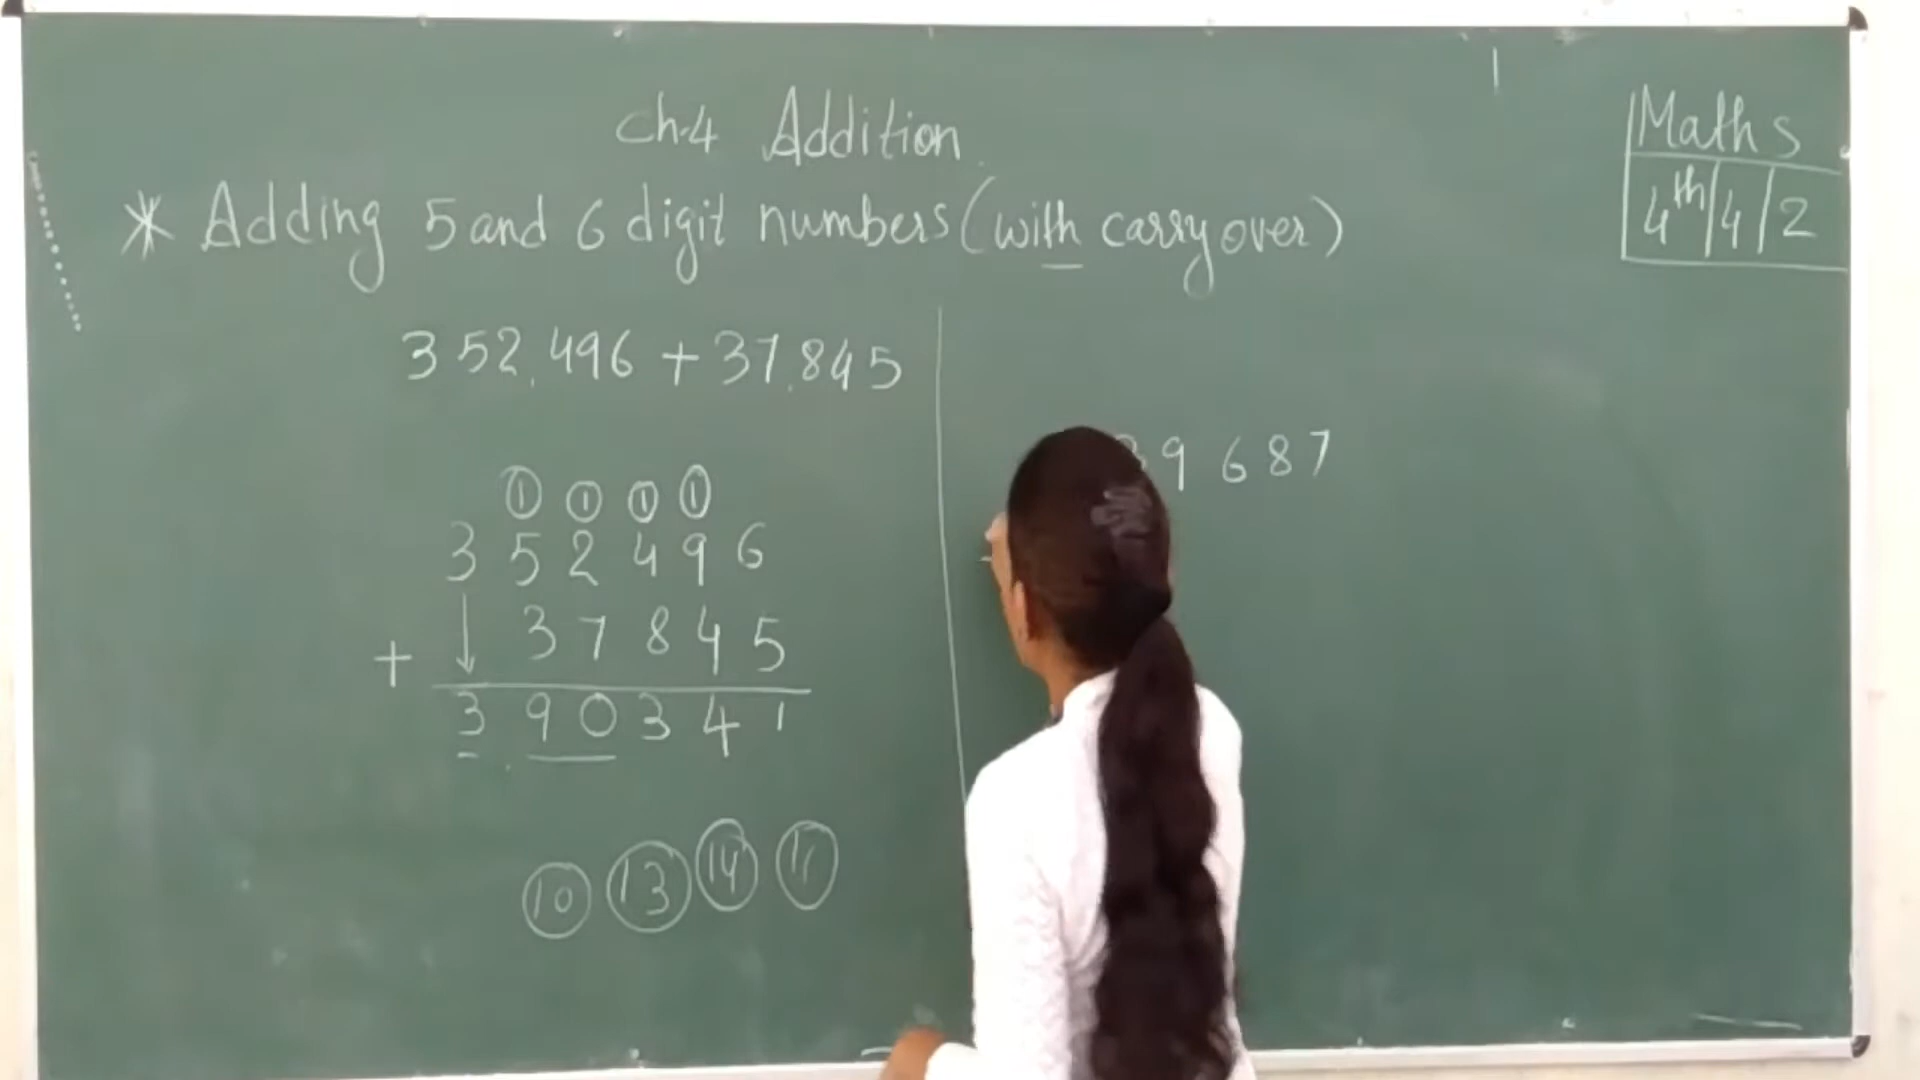 Ch-4 Addition
Maths
4th/4/2
* Adding 5 and 6 digit numbers (with carry over)
352,496 + 37,845
1 1 1 1
3 5 2 4 9 6
+ ↓ 3 7 8 4 5
3 9 0 3 4 1
10 13 14 11
9 6 8 7